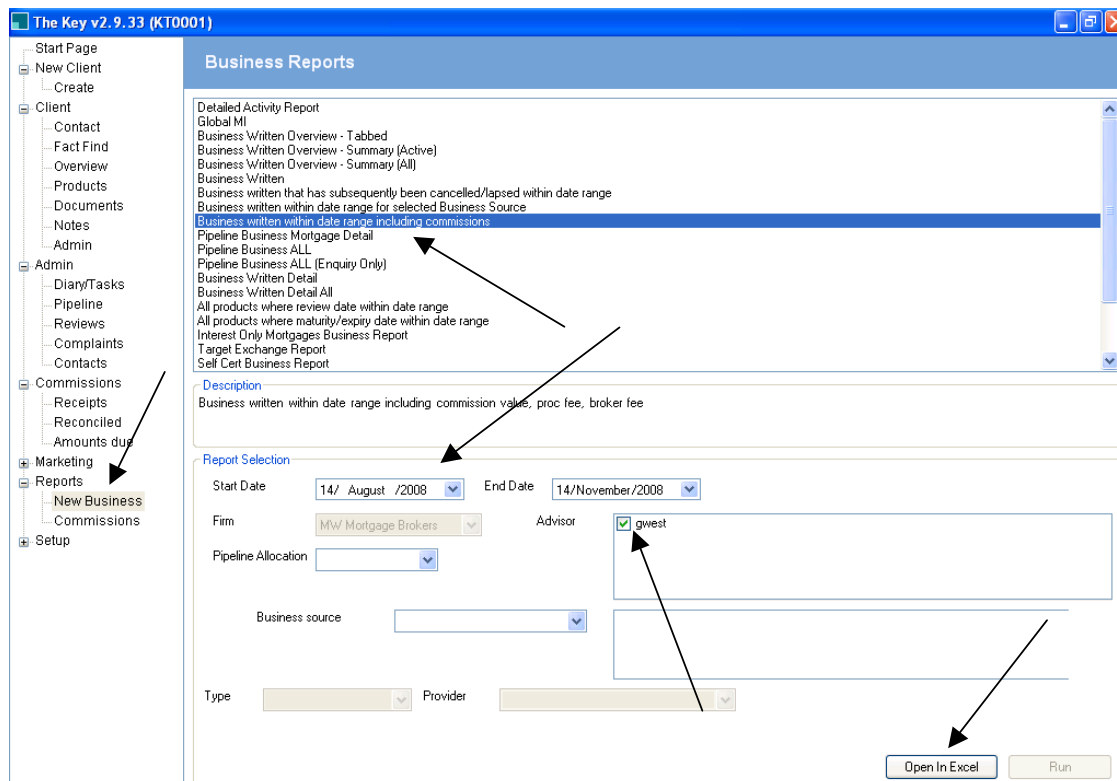 The Key v2.9.33 (KT0001)
Start Page
New Client
Create
Client
Contact
Fact Find
Overview
Products
Documents
Notes
Admin
Admin
Diary/Tasks
Pipeline
Reviews
Complaints
Contacts
Commissions
Receipts
Reconciled
Amounts due
Marketing
Reports
New Business
Commissions
Setup
Business Reports
Detailed Activity Report
Global MI
Business Written Overview - Tabbed
Business Written Overview - Summary (Active)
Business Written Overview - Summary (All)
Business Written
Business written that has subsequently been cancelled/lapsed within date range
Business written within date range for selected Business Source
Business written within date range including commissions
Pipeline Business Mortgage Detail
Pipeline Business ALL
Pipeline Business ALL (Enquiry Only)
Business Written Detail
Business Written Detail All
All products where review date within date range
All products where maturity/expiry date within date range
Interest Only Mortgages Business Report
Target Exchange Report
Self Cert Business Report
Description
Business written within date range including commission value, proc fee, broker fee
Report Selection
Start Date 14/ August /2008 End Date 14/November/2008
Firm MW Mortgage Brokers Advisor gwest
Pipeline Allocation
Business source
Type Provider
Open In Excel Run